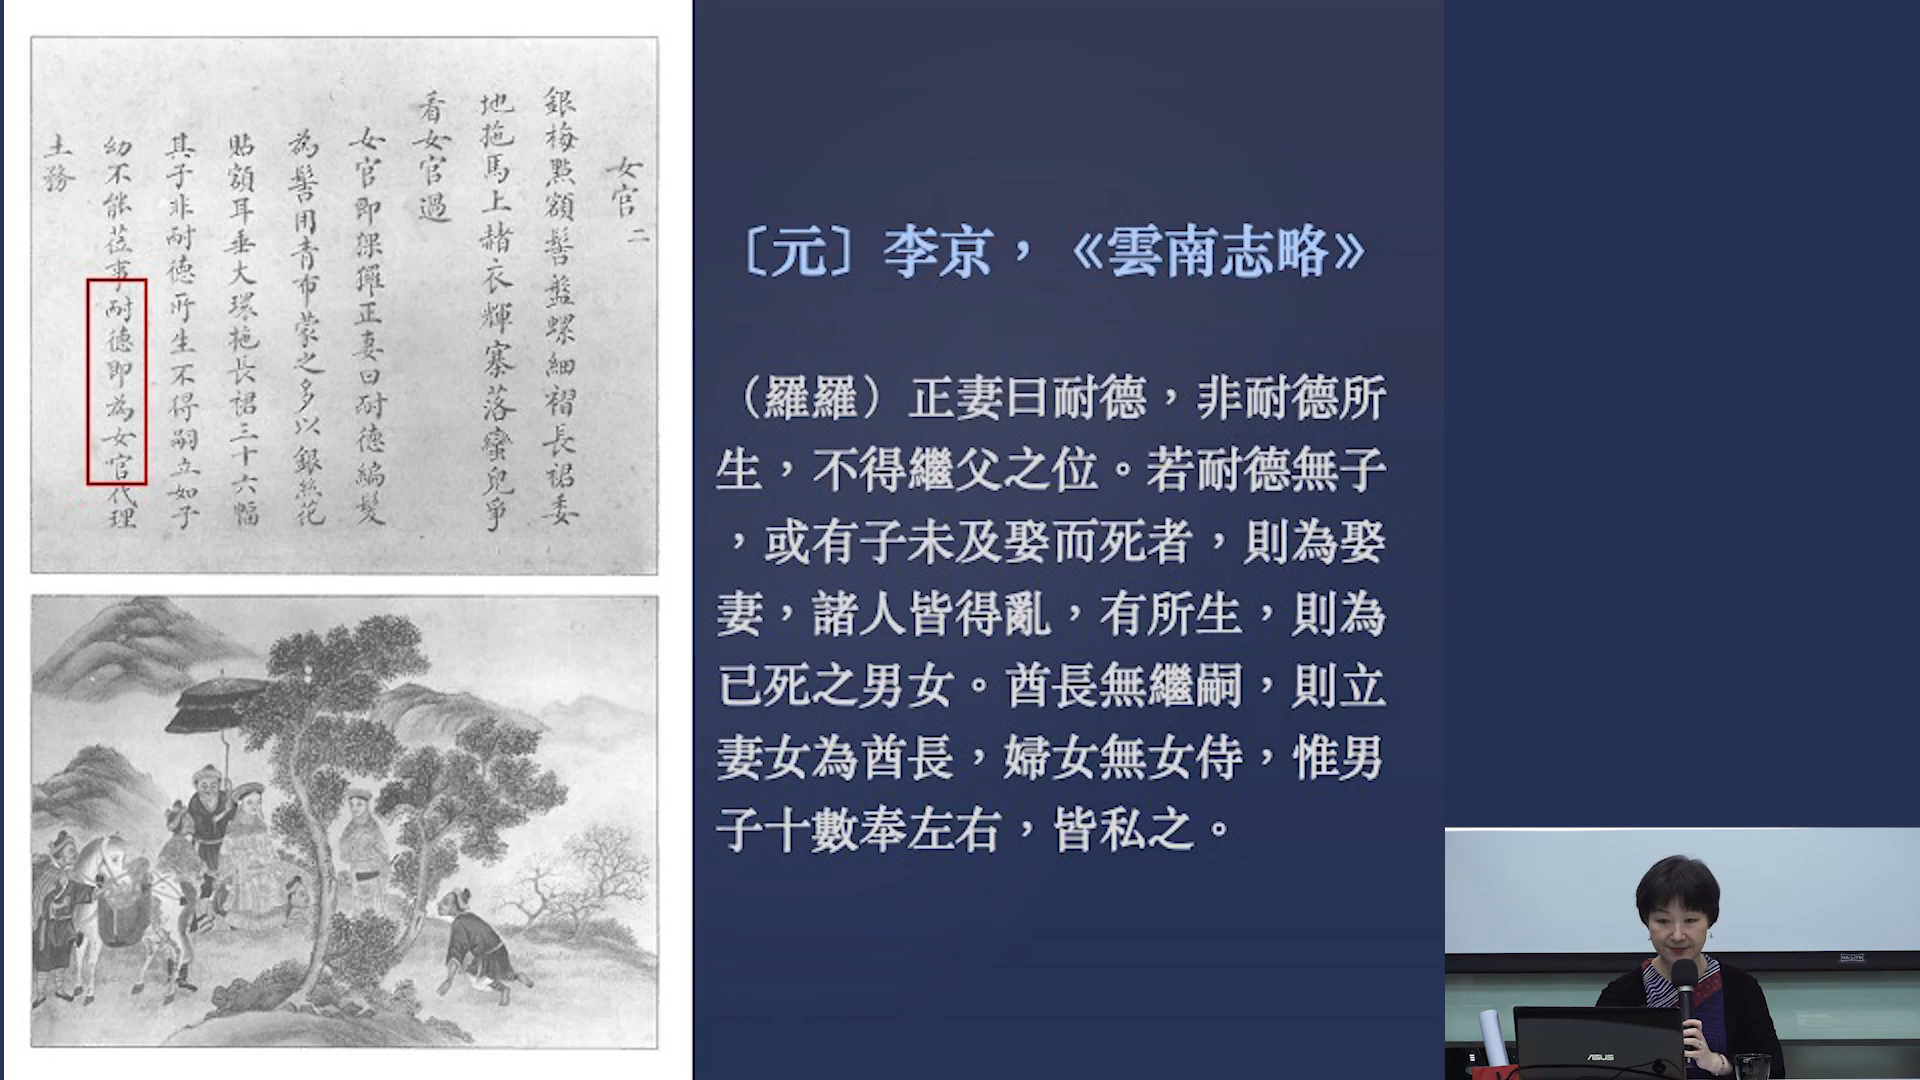 女官二
銀梅點額髻盤螺細褶長裙委
地拖馬上赭衣輝寨落蠻兒爭
看女官過
女官即猓玀正妻曰耐德編髮
為髻用青布蒙之多以銀絲花
貼額耳垂大環拖長裙三十六幅
其子非耐德所生不得嗣立如子
幼不能莅事耐德即為女官代理
土務
〔元〕李京，《雲南志略》
（羅羅）正妻曰耐德，非耐德所
生，不得繼父之位。若耐德無子
，或有子未及娶而死者，則為娶
妻，諸人皆得亂，有所生，則為
已死之男女。酋長無繼嗣，則立
妻女為酋長，婦女無女侍，惟男
子十數奉左右，皆私之。
DA-LITE
ASUS